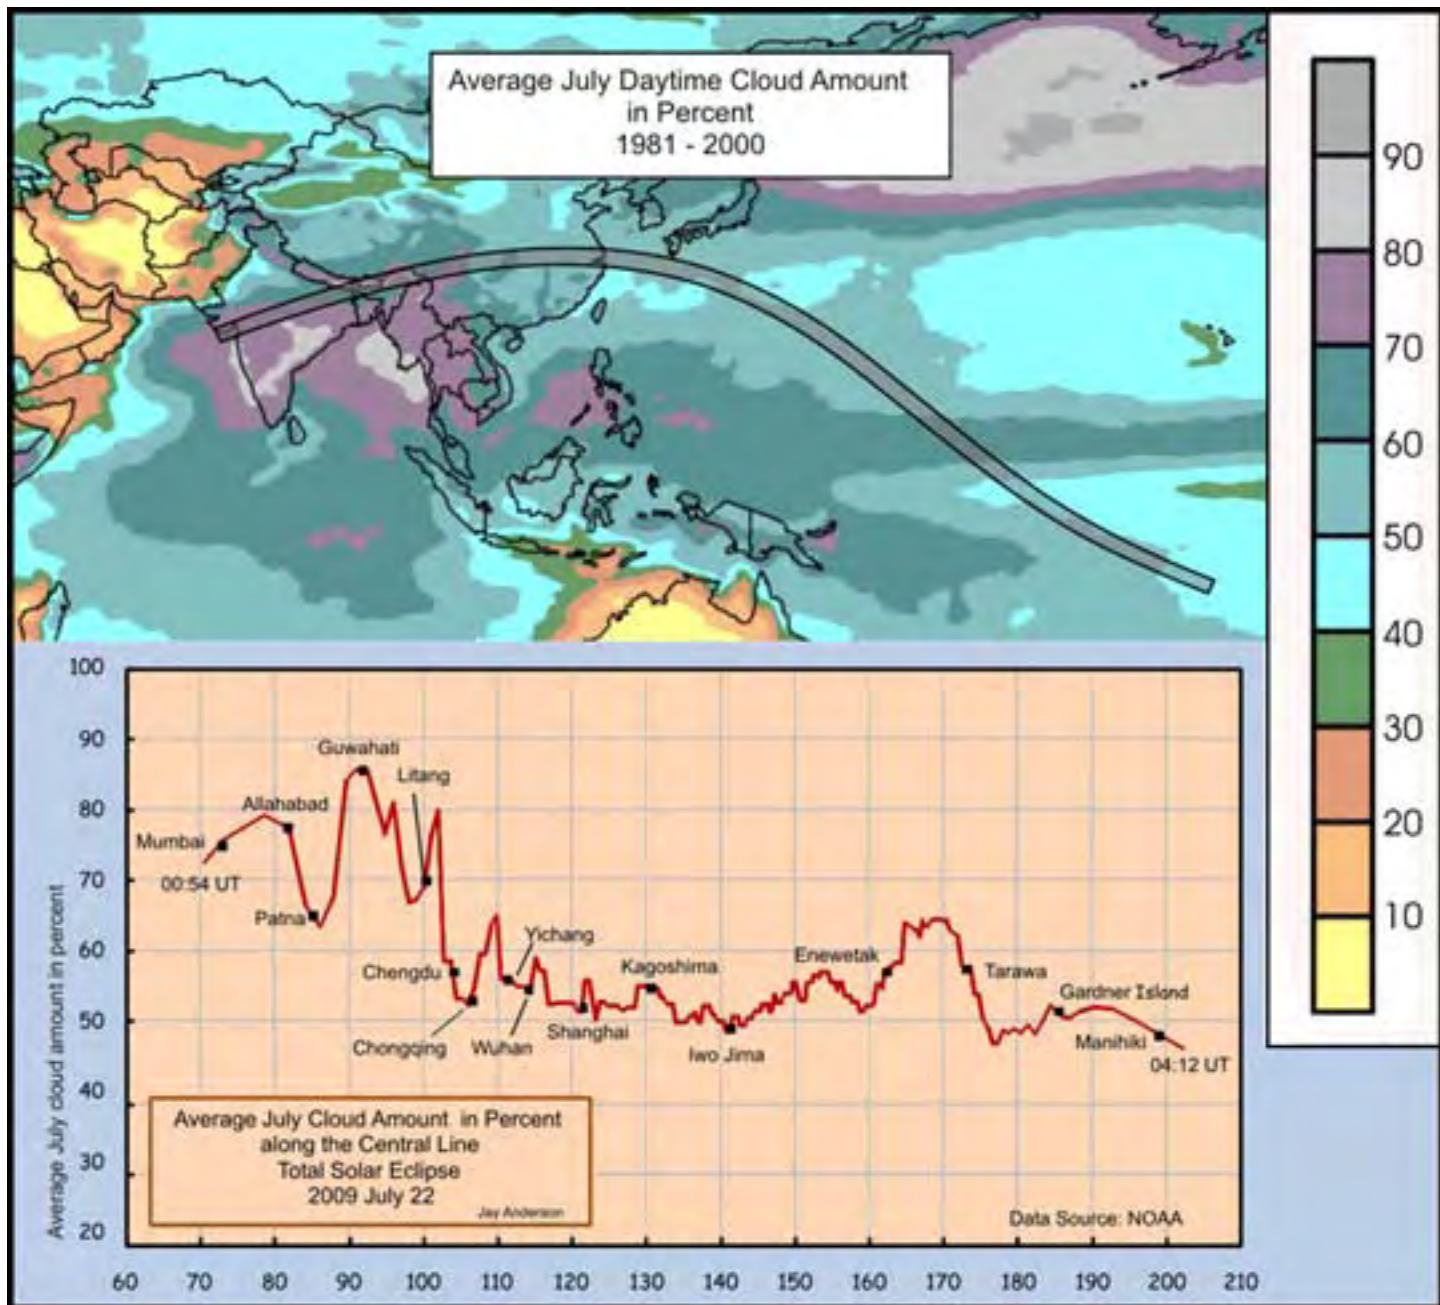 Average July Daytime Cloud Amount
in Percent
1981 - 2000
90
80
70
60
50
40
30
20
10
100
90
80
70
60
50
40
30
20
Average July cloud amount in percent
Guwahati
Litang
Allahabad
Mumbai
00:54 UT
Patna
Yichang
Chengdu
Kagoshima
Enewetak
Tarawa
Gardner Island
Shanghai
Chongqing
Wuhan
Iwo Jima
Manihiki
04:12 UT
Average July Cloud Amount in Percent
along the Central Line
Total Solar Eclipse
2009 July 22
Jay Anderson
Data Source: NOAA
60 70 80 90 100 110 120 130 140 150 160 170 180 190 200 210